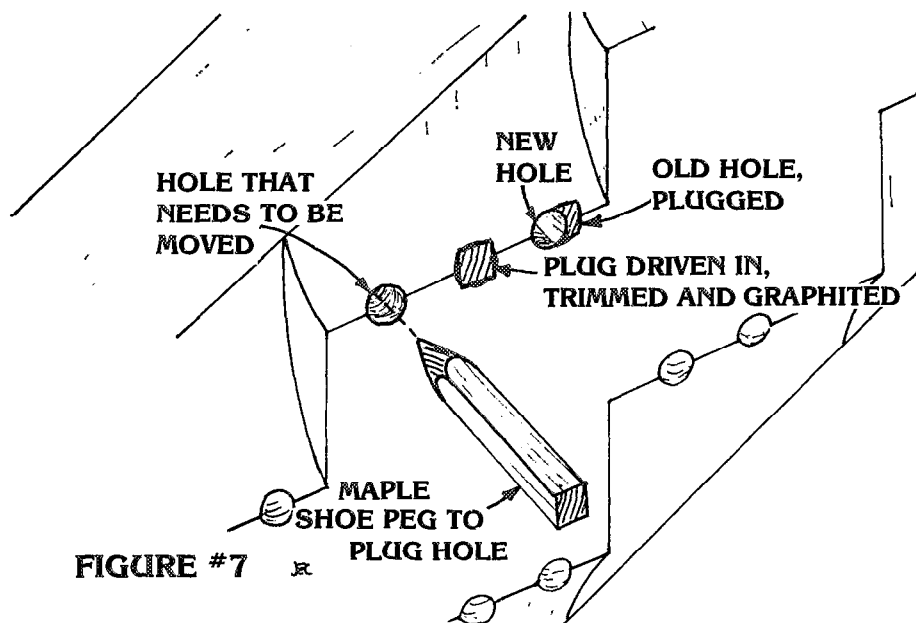 NEW
HOLE
HOLE THAT
NEEDS TO BE
MOVED
OLD HOLE,
PLUGGED
PLUG DRIVEN IN,
TRIMMED AND GRAPHITED
MAPLE
SHOE PEG TO
PLUG HOLE
FIGURE #7